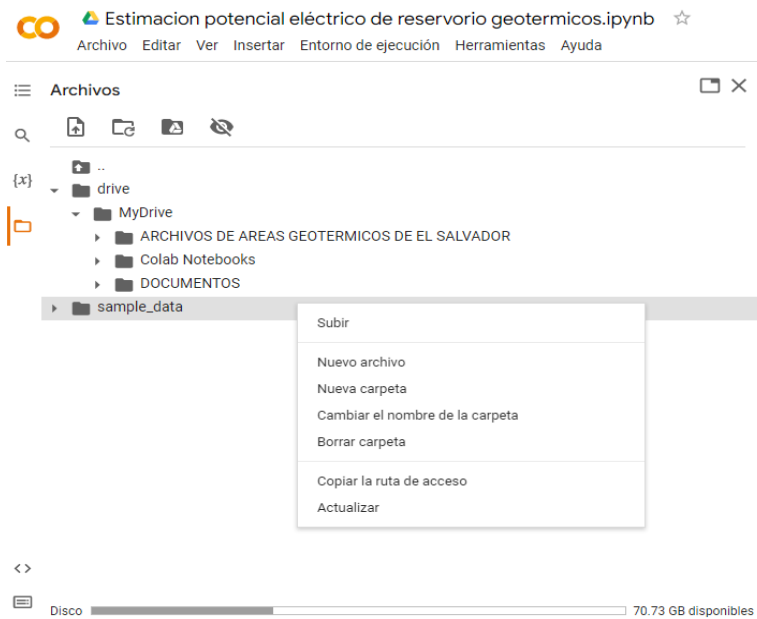 Estimacion potencial eléctrico de reservorio geotermicos.ipynb
Archivo Editar Ver Insertar Entorno de ejecución Herramientas Ayuda
Archivos
{x}
..
drive
MyDrive
ARCHIVOS DE AREAS GEOTERMICOS DE EL SALVADOR
Colab Notebooks
DOCUMENTOS
sample_data
Subir
Nuevo archivo
Nueva carpeta
Cambiar el nombre de la carpeta
Borrar carpeta
Copiar la ruta de acceso
Actualizar
<>
Disco 70.73 GB disponibles